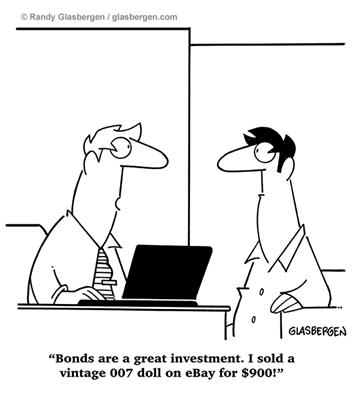 © Randy Glasbergen / glasbergen.com
GLASBERGEN
“Bonds are a great investment. I sold a
vintage 007 doll on eBay for $900!”